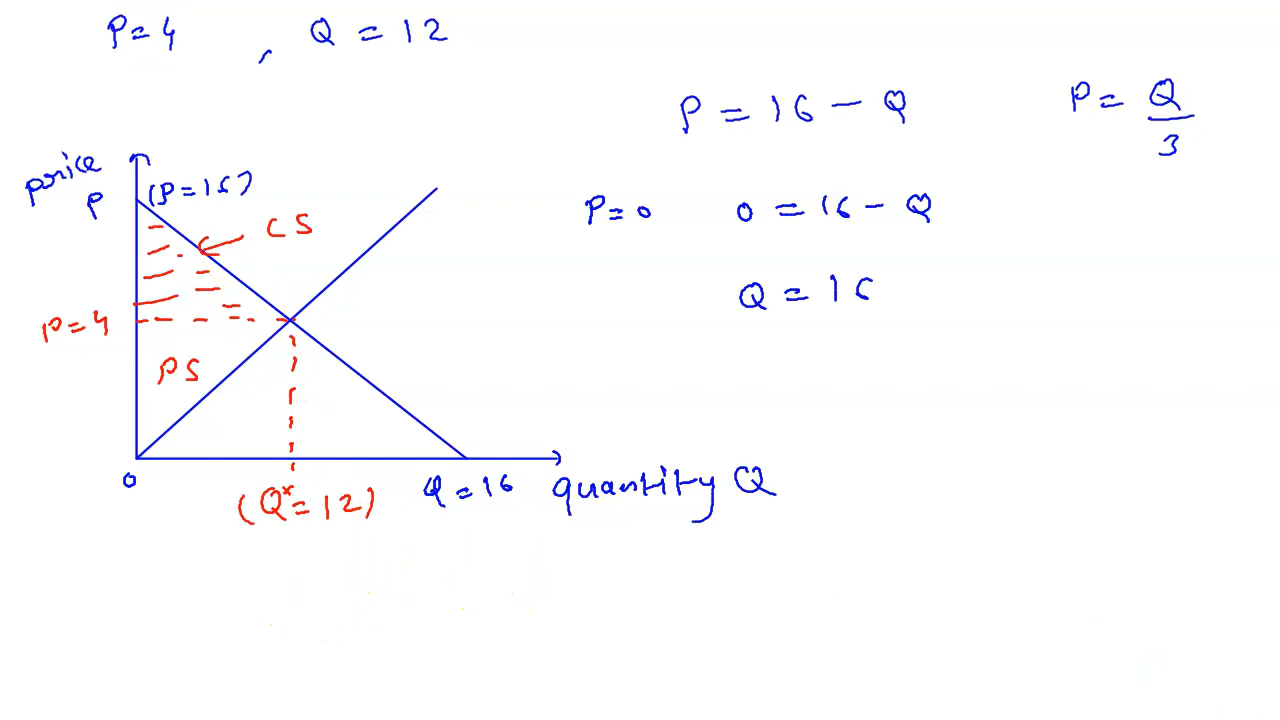 P = 4 , Q = 12
P = 16 - Q
P = Q/3
price
P (P = 16)
CS
P = 0 0 = 16 - Q
Q = 16
P = 4
PS
0
(Q* = 12)
Q = 16 quantity Q